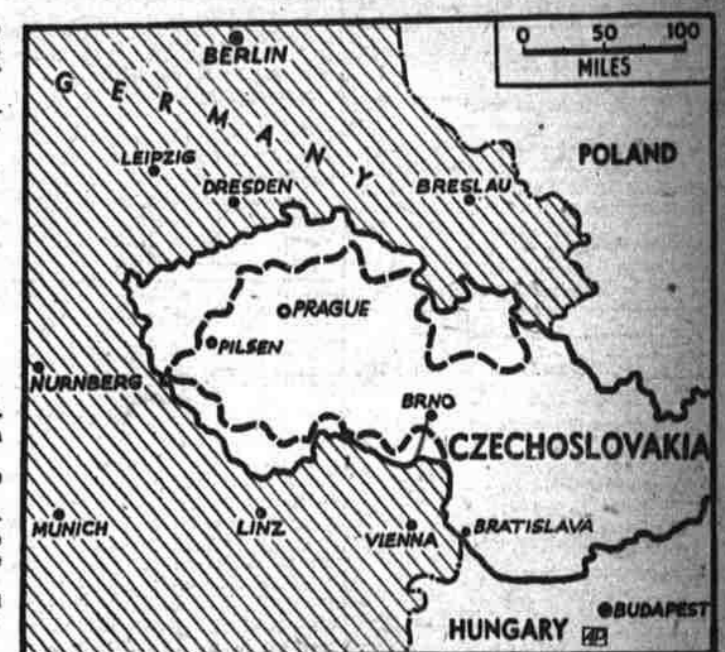 BERLIN
0 50 100
MILES
GERMANY
POLAND
LEIPZIG
DRESDEN
BRESLAU
PRAGUE
PILSEN
NURNBERG
BRNO
CZECHOSLOVAKIA
MUNICH
LINZ
VIENNA
BRATISLAVA
BUDAPEST
HUNGARY
AP